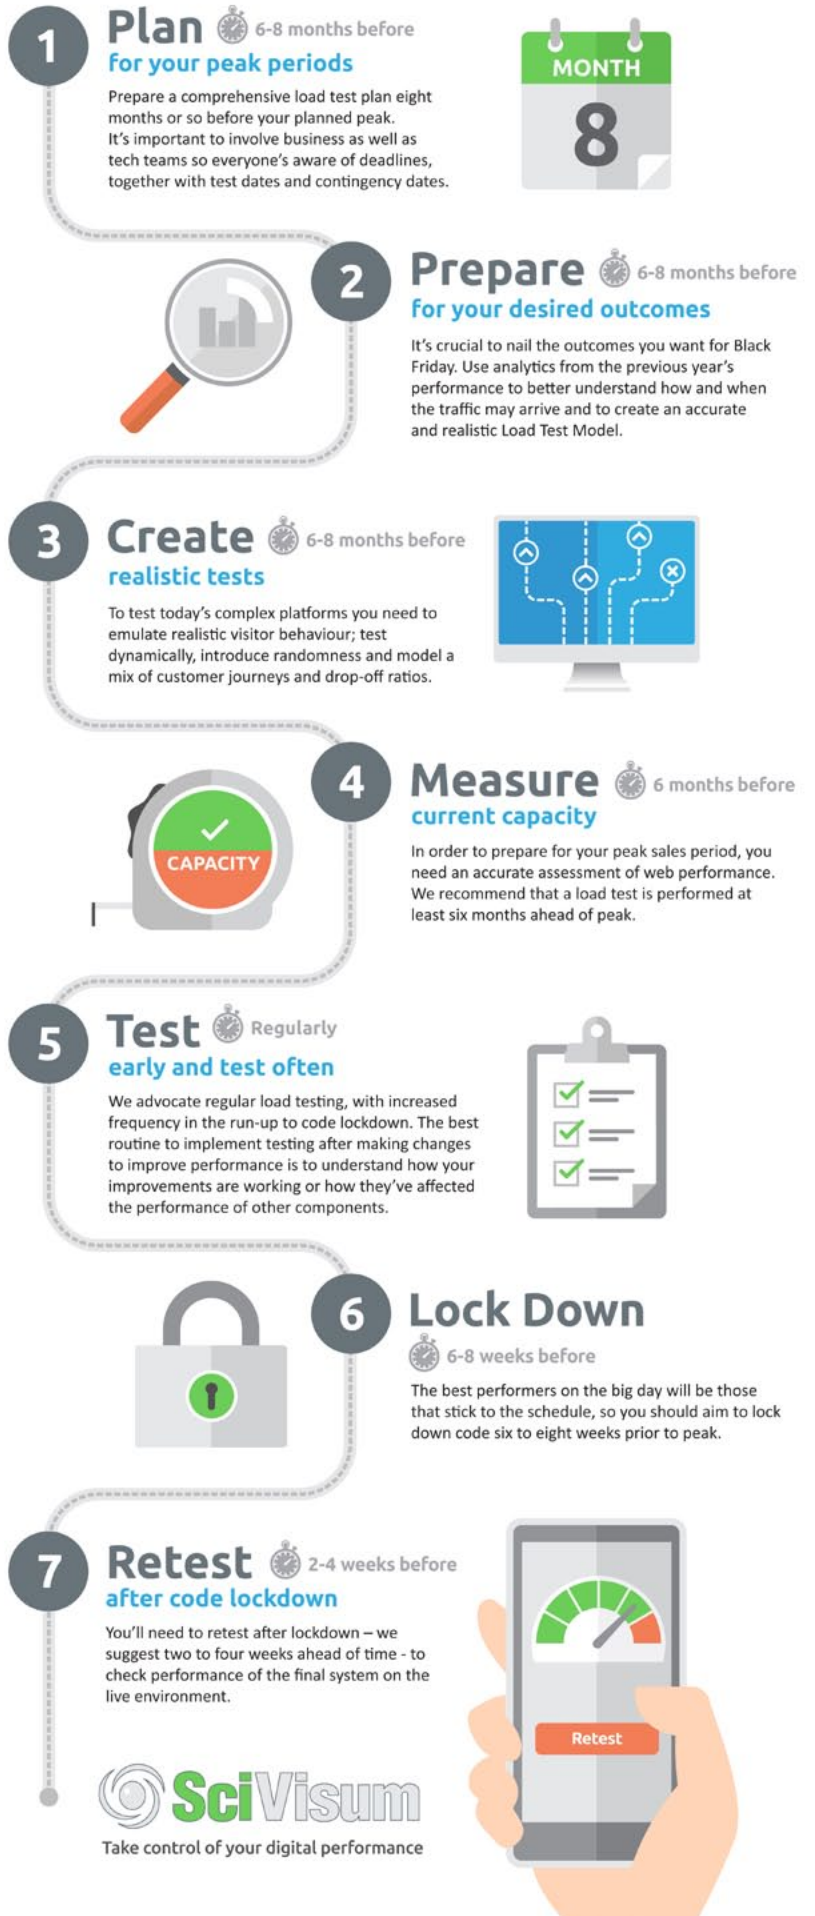 1
Plan 6-8 months before
for your peak periods
Prepare a comprehensive load test plan eight
months or so before your planned peak.
It's important to involve business as well as
tech teams so everyone's aware of deadlines,
together with test dates and contingency dates.
MONTH
8
2
Prepare 6-8 months before
for your desired outcomes
It's crucial to nail the outcomes you want for Black
Friday. Use analytics from the previous year's
performance to better understand how and when
the traffic may arrive and to create an accurate
and realistic Load Test Model.
3
Create 6-8 months before
realistic tests
To test today's complex platforms you need to
emulate realistic visitor behaviour; test
dynamically, introduce randomness and model a
mix of customer journeys and drop-off ratios.
4
Measure 6 months before
current capacity
In order to prepare for your peak sales period, you
need an accurate assessment of web performance.
We recommend that a load test is performed at
least six months ahead of peak.
CAPACITY
5
Test Regularly
early and test often
We advocate regular load testing, with increased
frequency in the run-up to code lockdown. The best
routine to implement testing after making changes
to improve performance is to understand how your
improvements are working or how they've affected
the performance of other components.
6
Lock Down
6-8 weeks before
The best performers on the big day will be those
that stick to the schedule, so you should aim to lock
down code six to eight weeks prior to peak.
7
Retest 2-4 weeks before
after code lockdown
You'll need to retest after lockdown – we
suggest two to four weeks ahead of time - to
check performance of the final system on the
live environment.
Retest
SciVisum
Take control of your digital performance